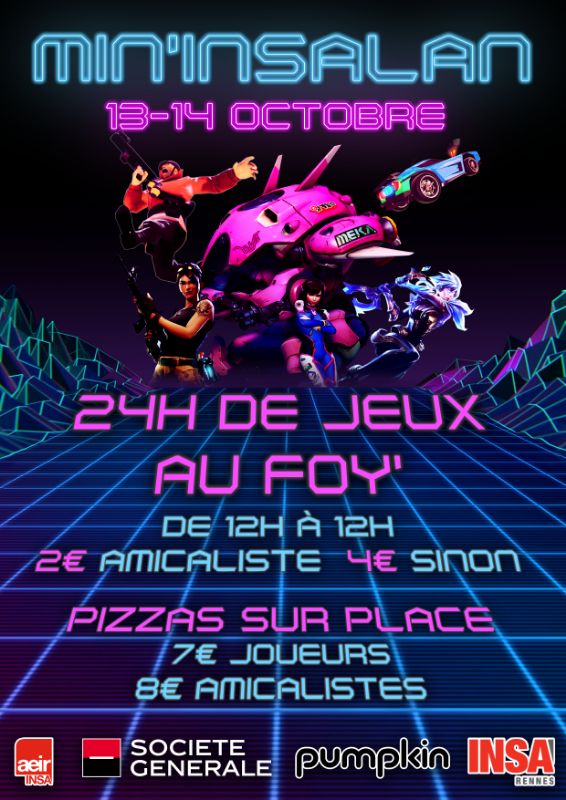 MIN'INSALAN
13-14 OCTOBRE
MEKA
24H DE JEUX
AU FOY'
DE 12H À 12H
2€ AMICALISTE 4€ SINON
PIZZAS SUR PLACE
7€ JOUEURS
8€ AMICALISTES
aeir
INSA
SOCIETE
GENERALE
pumpkin
INSA
RENNES